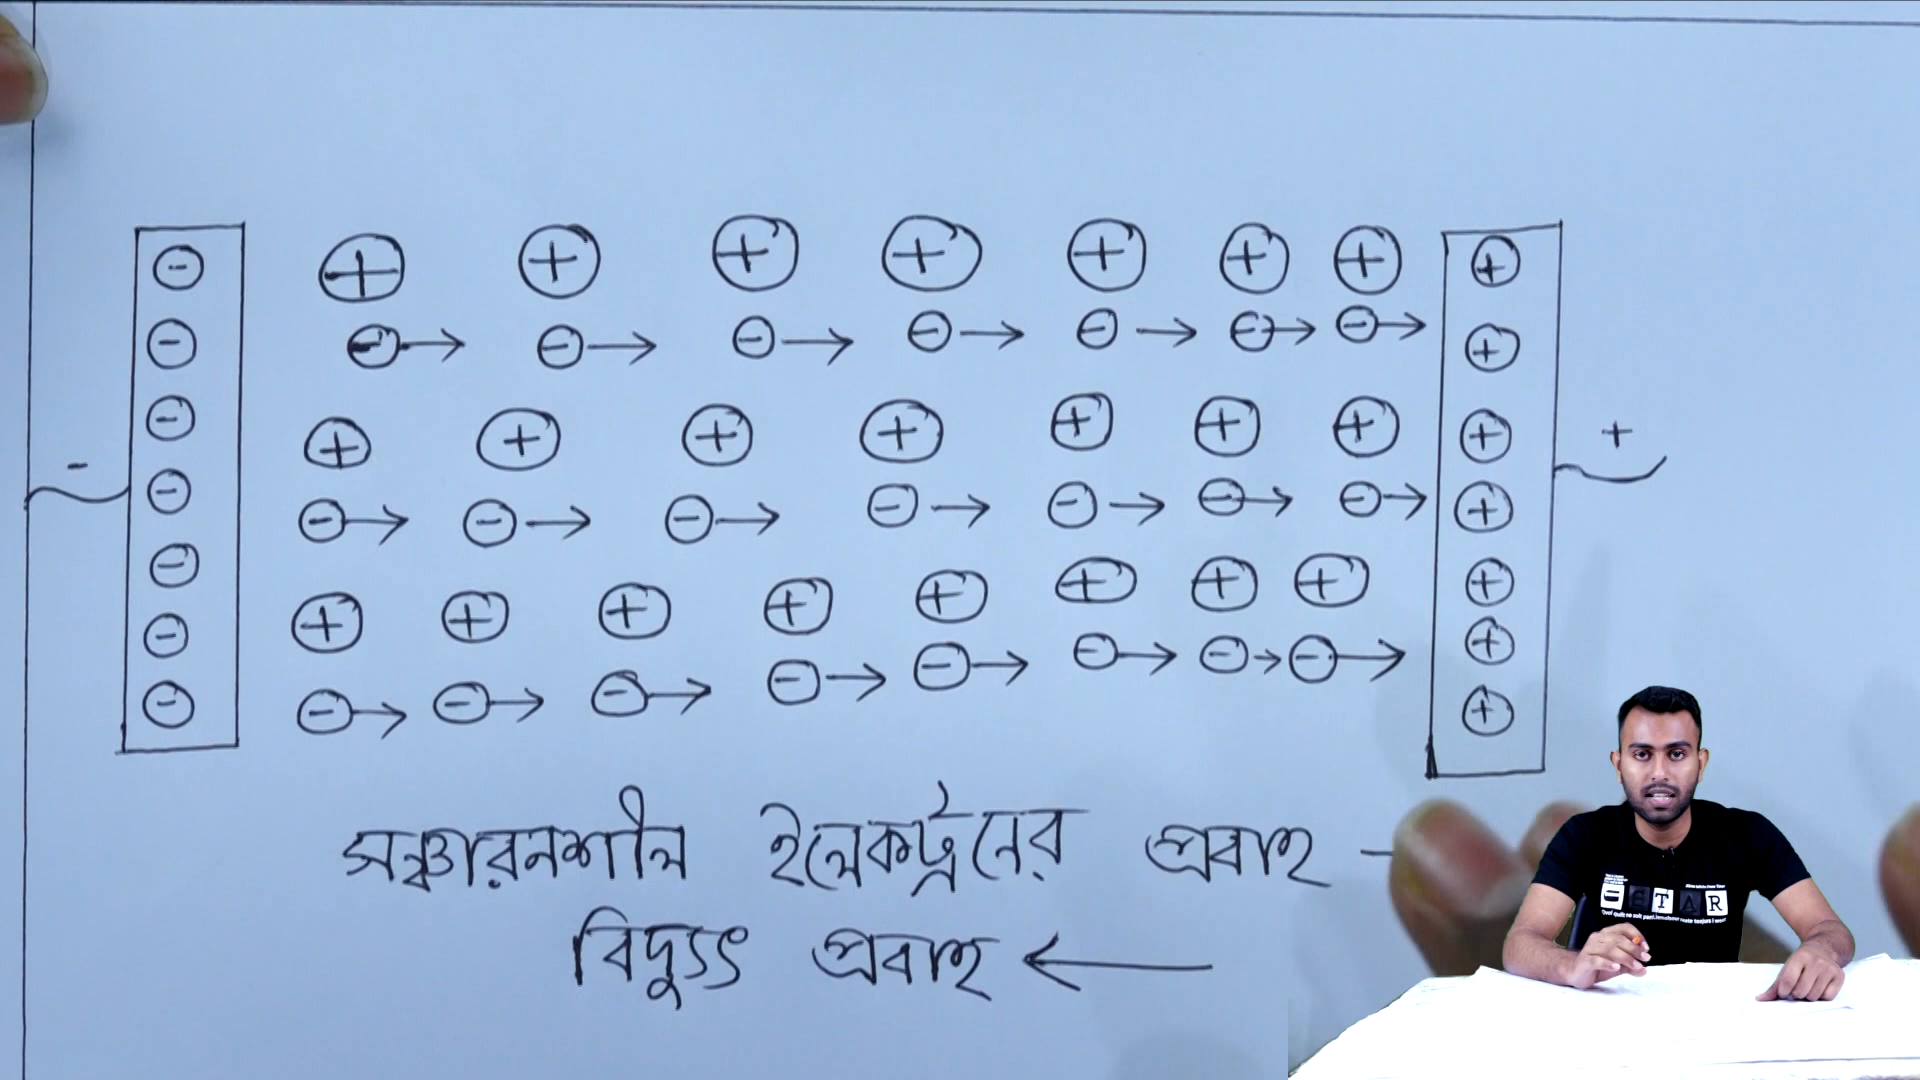 সঞ্চারনশীল ইলেকট্রনের প্রবাহ
বিদ্যুৎ প্রবাহ ←